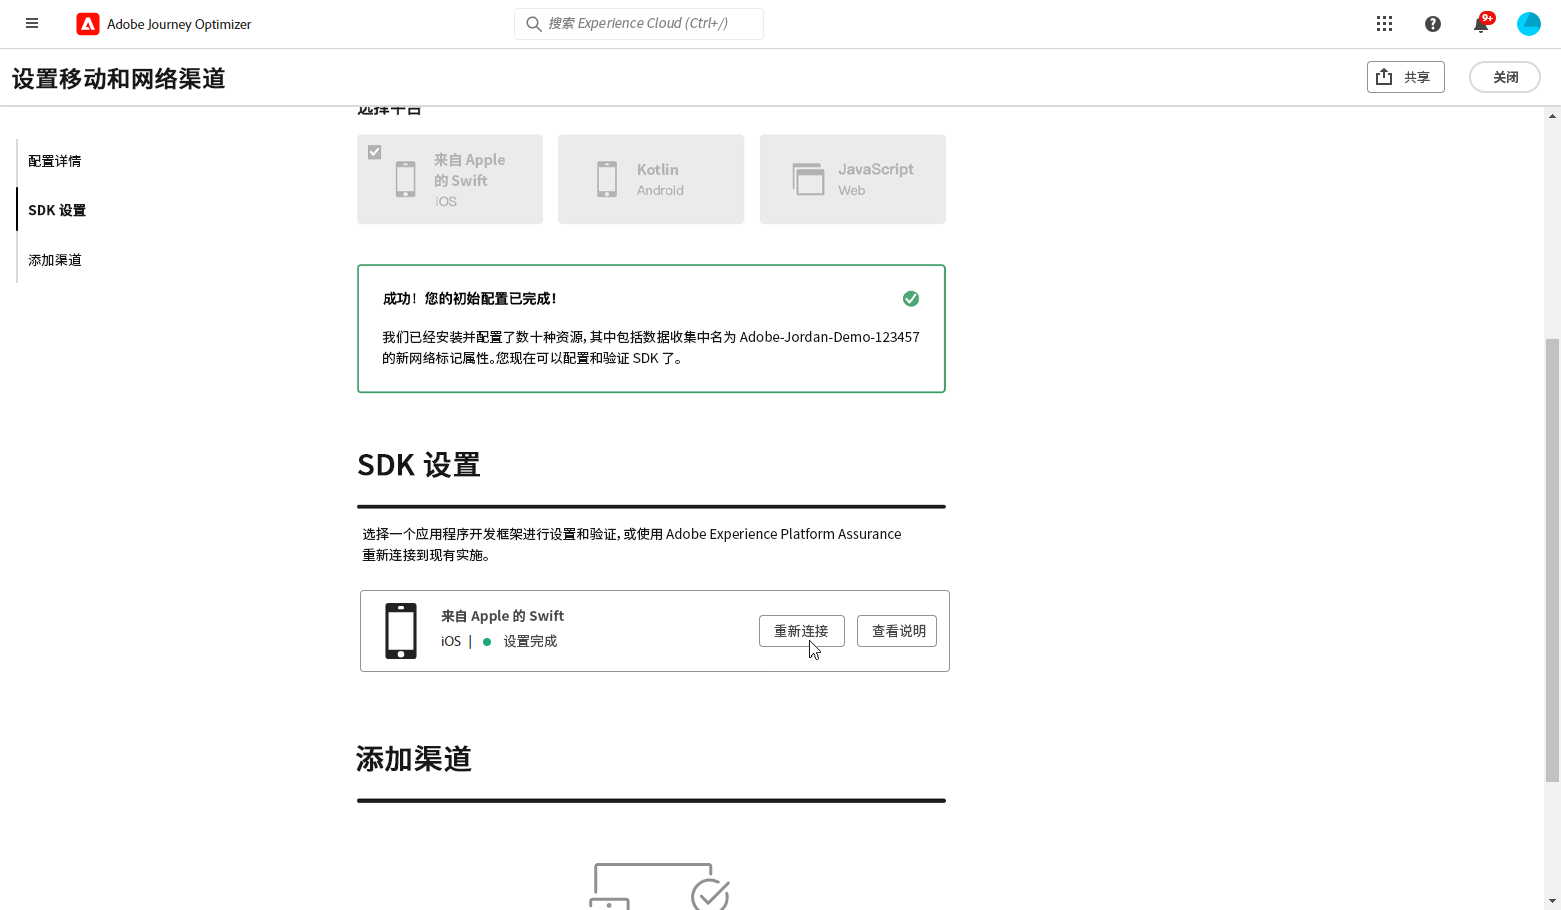 Adobe Journey Optimizer
搜索 Experience Cloud (Ctrl+/)
9+
设置移动和网络渠道
共享
关闭
选择平台
配置详情
SDK 设置
添加渠道
来自 Apple
的 Swift
iOS
Kotlin
Android
JavaScript
Web
成功！您的初始配置已完成！
我们已经安装并配置了数十种资源，其中包括数据收集中名为 Adobe-Jordan-Demo-123457
的新网络标记属性。您现在可以配置和验证 SDK 了。
SDK 设置
选择一个应用程序开发框架进行设置和验证，或使用 Adobe Experience Platform Assurance
重新连接到现有实施。
来自 Apple 的 Swift
iOS | 设置完成
重新连接
查看说明
添加渠道